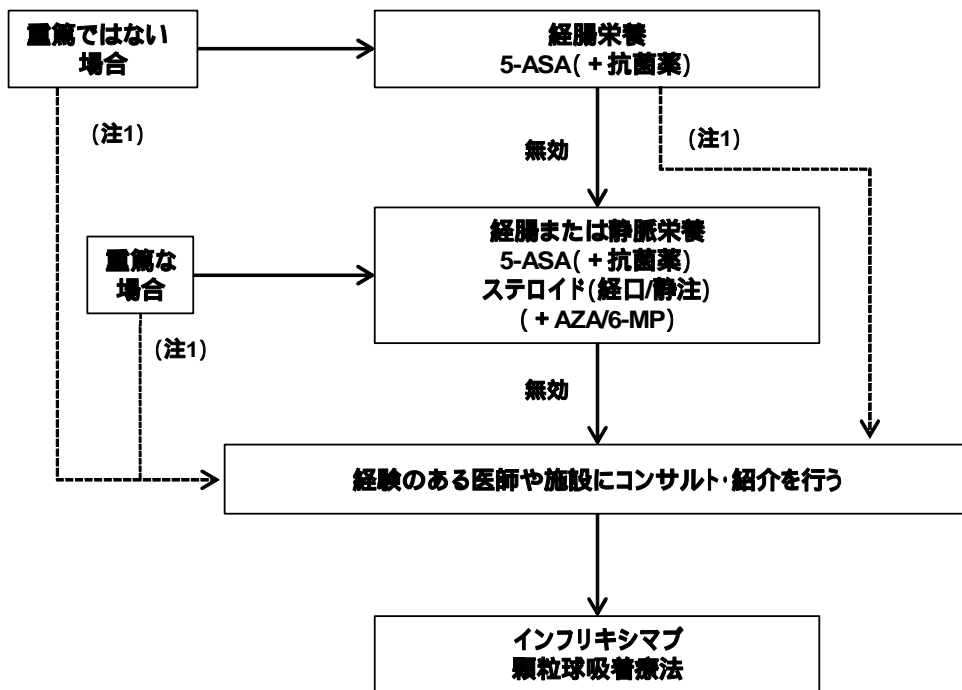 重篤ではない
場合
経腸栄養
5-ASA(+抗菌薬)
(注1)
無効
(注1)
重篤な
場合
経腸または静脈栄養
5-ASA(+抗菌薬)
ステロイド(経口/静注)
(+AZA/6-MP)
(注1)
無効
経験のある医師や施設にコンサルト・紹介を行う
インフリキシマブ
顆粒球吸着療法